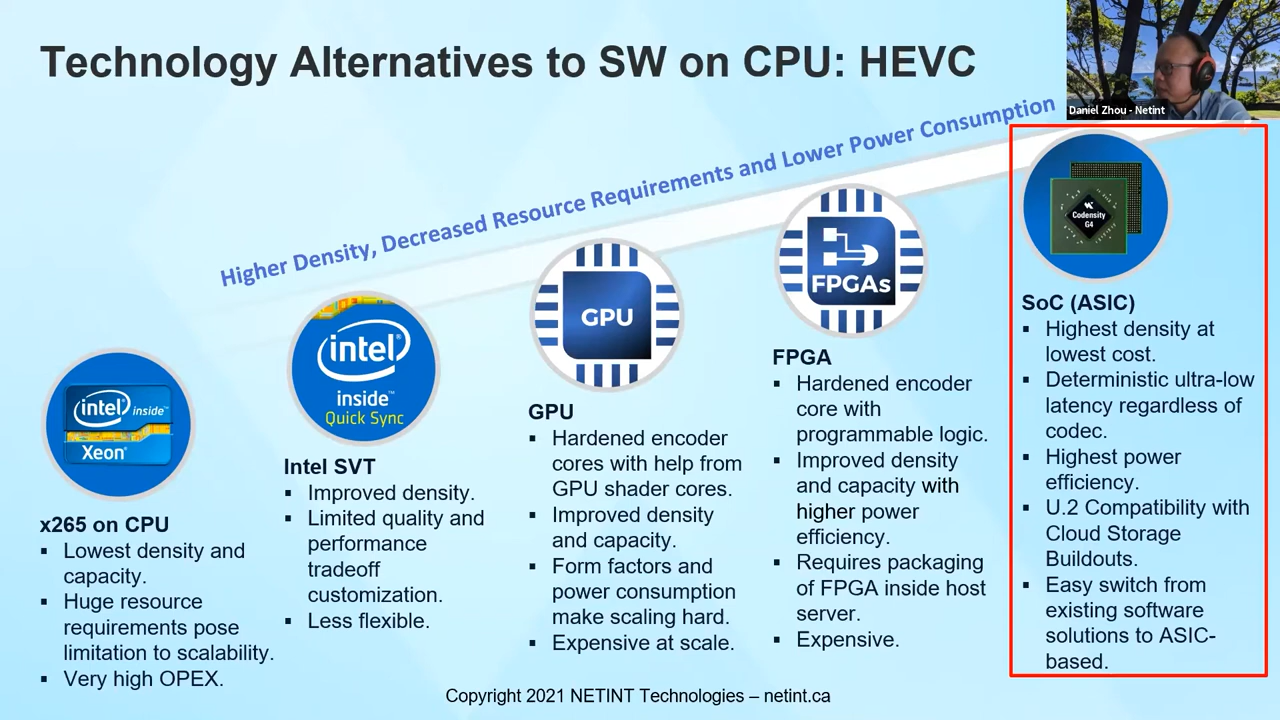 Technology Alternatives to SW on CPU: HEVC
Daniel Zhou - Netint
Higher Density, Decreased Resource Requirements and Lower Power Consumption
intel inside™
Xeon®
x265 on CPU
▪ Lowest density and
capacity.
▪ Huge resource
requirements pose
limitation to scalability.
▪ Very high OPEX.
intel
inside™
Quick Sync
Intel SVT
▪ Improved density.
▪ Limited quality and
performance
tradeoff
customization.
▪ Less flexible.
GPU
GPU
▪ Hardened encoder
cores with help from
GPU shader cores.
▪ Improved density
and capacity.
▪ Form factors and
power consumption
make scaling hard.
▪ Expensive at scale.
FPGAs
FPGA
▪ Hardened encoder
core with
programmable logic.
▪ Improved density
and capacity with
higher power
efficiency.
▪ Requires packaging
of FPGA inside host
server.
▪ Expensive.
Codensity
G4
SoC (ASIC)
▪ Highest density at
lowest cost.
▪ Deterministic ultra-low
latency regardless of
codec.
▪ Highest power
efficiency.
▪ U.2 Compatibility with
Cloud Storage
Buildouts.
▪ Easy switch from
existing software
solutions to ASIC-
based.
Copyright 2021 NETINT Technologies – netint.ca